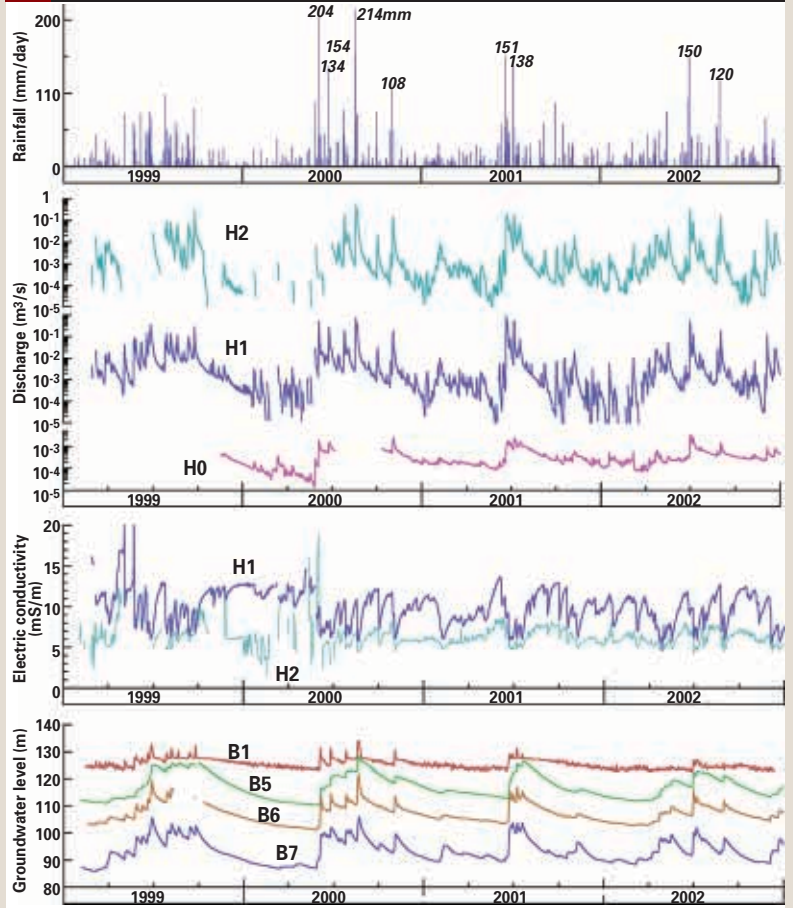 Rainfall (mm/day)
200
110
0
204
214mm
154
134
108
151
138
150
120
1999 2000 2001 2002
Discharge (m³/s)
1
10-1
10-2
10-3
10-4
10-5
H2
10-1
10-2
10-3
10-4
10-5
H1
10-3
10-4
10-5
H0
1999 2000 2001 2002
Electric conductivity
(mS/m)
20
15
10
5
0
H1
H2
1999 2000 2001 2002
Groundwater level (m)
140
130
120
110
100
90
80
B1
B5
B6
B7
1999 2000 2001 2002